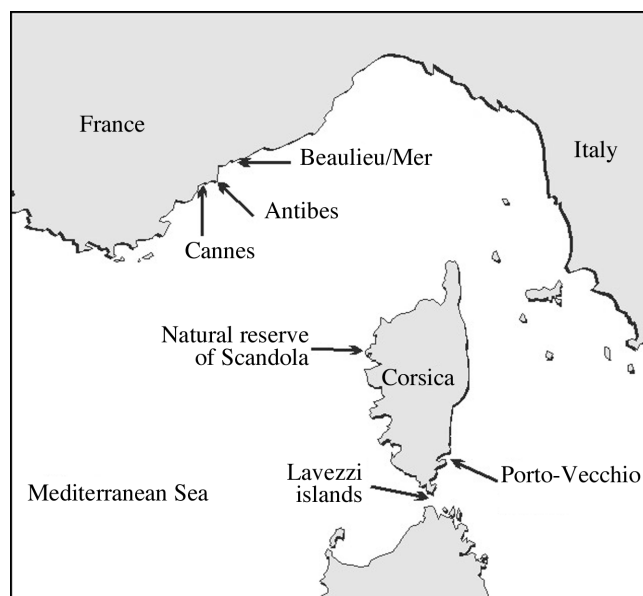 France
Italy
Beaulieu/Mer
Antibes
Cannes
Natural reserve
of Scandola
Corsica
Lavezzi
islands
Porto-Vecchio
Mediterranean Sea